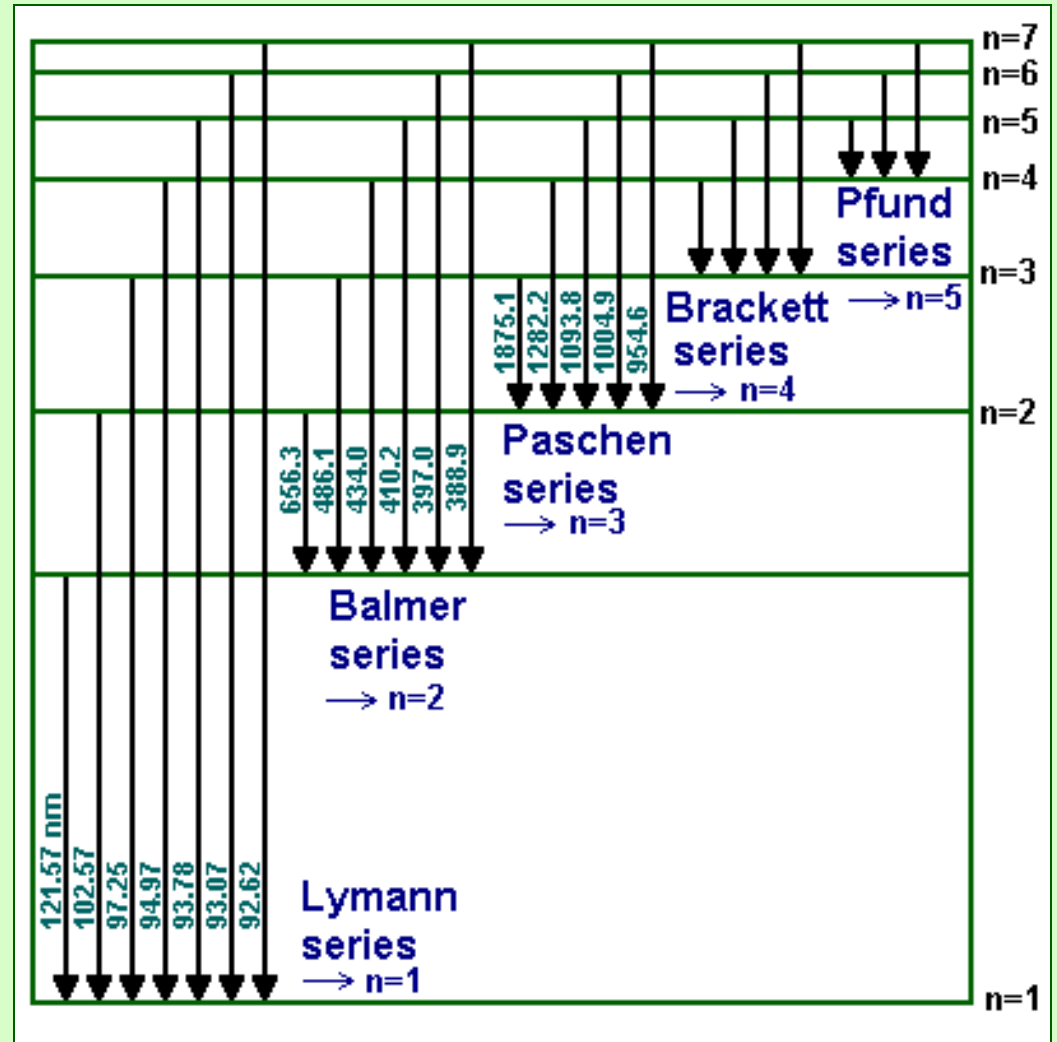 n=7
n=6
n=5
n=4
Pfund
series
→ n=5
n=3
1875.1
1282.2
1093.8
1004.9
954.6
Brackett
series
→ n=4
n=2
656.3
486.1
434.0
410.2
397.0
388.9
Paschen
series
→ n=3
Balmer
series
→ n=2
121.57 nm
102.57
97.25
94.97
93.78
93.07
92.62
Lymann
series
→ n=1
n=1